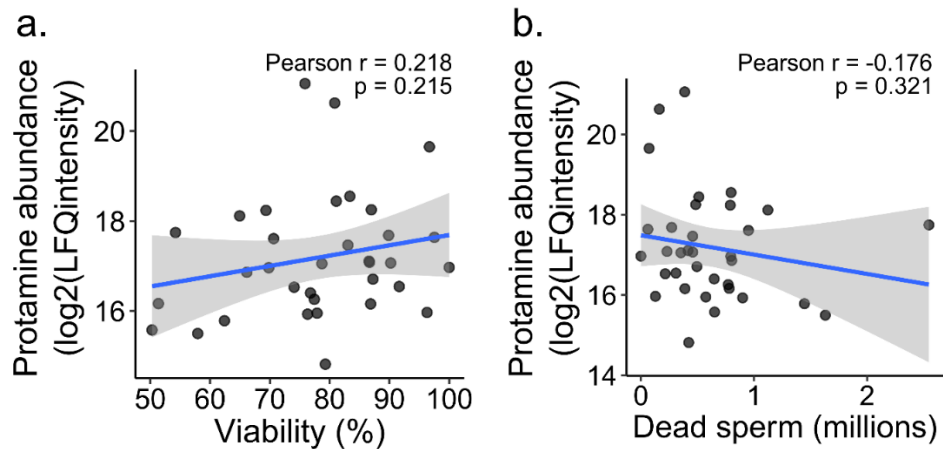 a.
Pearson r = 0.218
p = 0.215
Protamine abundance
(log2(LFQintensity)
20
18
16
50 60 70 80 90 100
Viability (%)
b.
Pearson r = -0.176
p = 0.321
Protamine abundance
(log2(LFQintensity)
20
18
16
14
0 1 2
Dead sperm (millions)